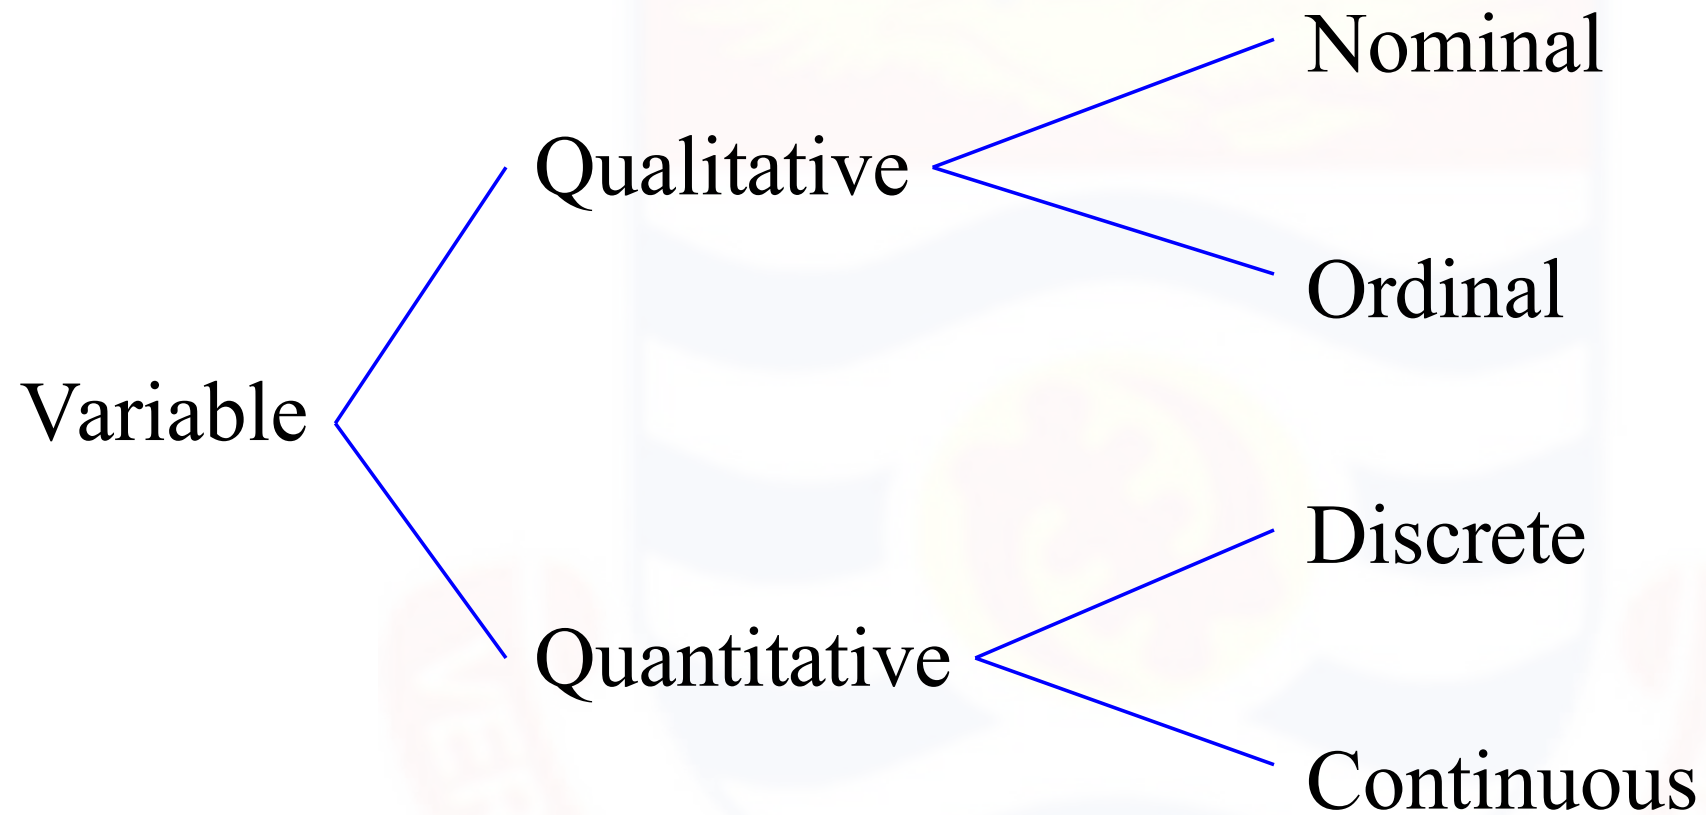 Nominal
Qualitative
Ordinal
Variable
Discrete
Quantitative
Continuous